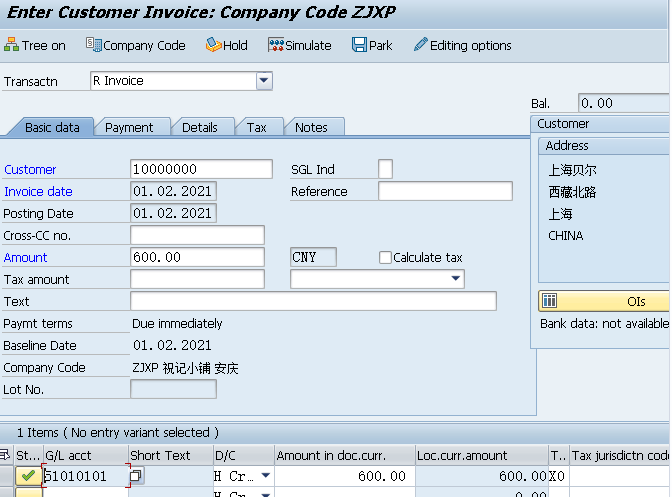 Enter Customer Invoice: Company Code ZJXP
Tree on Company Code Hold Simulate Park Editing options
Transactn R Invoice
Bal. 0.00
Basic data Payment Details Tax Notes
Customer
Address
上海贝尔
西藏北路
上海
CHINA
OIs
Bank data: not available
Customer 10000000 SGL Ind
Invoice date 01.02.2021 Reference
Posting Date 01.02.2021
Cross-CC no.
Amount 600.00 CNY Calculate tax
Tax amount
Text
Paymt terms Due immediately
Baseline Date 01.02.2021
Company Code ZJXP 祝记小铺 安庆
Lot No.
1 Items ( No entry variant selected )
St... G/L acct Short Text D/C Amount in doc.curr. Loc.curr.amount T.. Tax jurisdictn code
51010101 H Cr... 600.00 600.00 X0
H Cr... 0.00